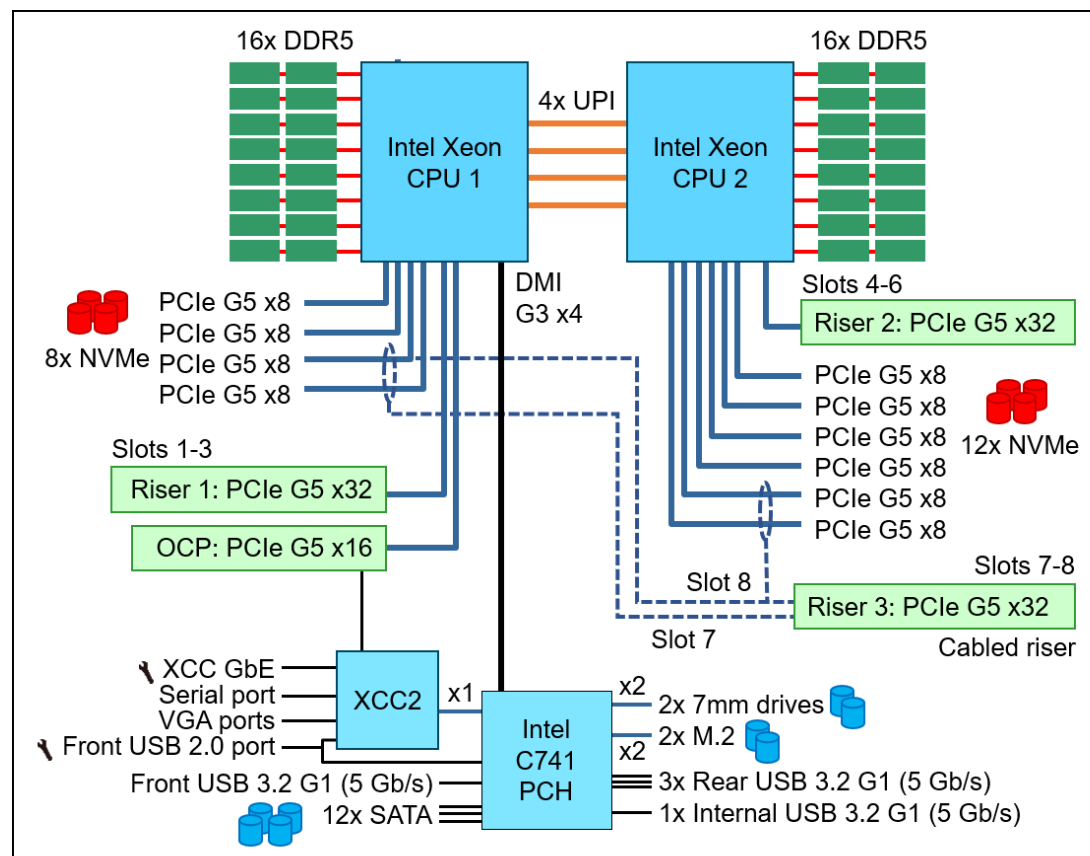 16x DDR5
16x DDR5
4x UPI
Intel Xeon
CPU 1
Intel Xeon
CPU 2
DMI
G3 x4
PCIe G5 x8
PCIe G5 x8
PCIe G5 x8
PCIe G5 x8
8x NVMe
Slots 4-6
Riser 2: PCIe G5 x32
PCIe G5 x8
PCIe G5 x8
PCIe G5 x8
PCIe G5 x8
PCIe G5 x8
PCIe G5 x8
12x NVMe
Slots 1-3
Riser 1: PCIe G5 x32
OCP: PCIe G5 x16
Slot 8
Slot 7
Slots 7-8
Riser 3: PCIe G5 x32
Cabled riser
XCC GbE
Serial port
VGA ports
Front USB 2.0 port
XCC2
x1
Intel
C741
PCH
x2
2x 7mm drives
2x M.2
x2
Front USB 3.2 G1 (5 Gb/s)
12x SATA
3x Rear USB 3.2 G1 (5 Gb/s)
1x Internal USB 3.2 G1 (5 Gb/s)